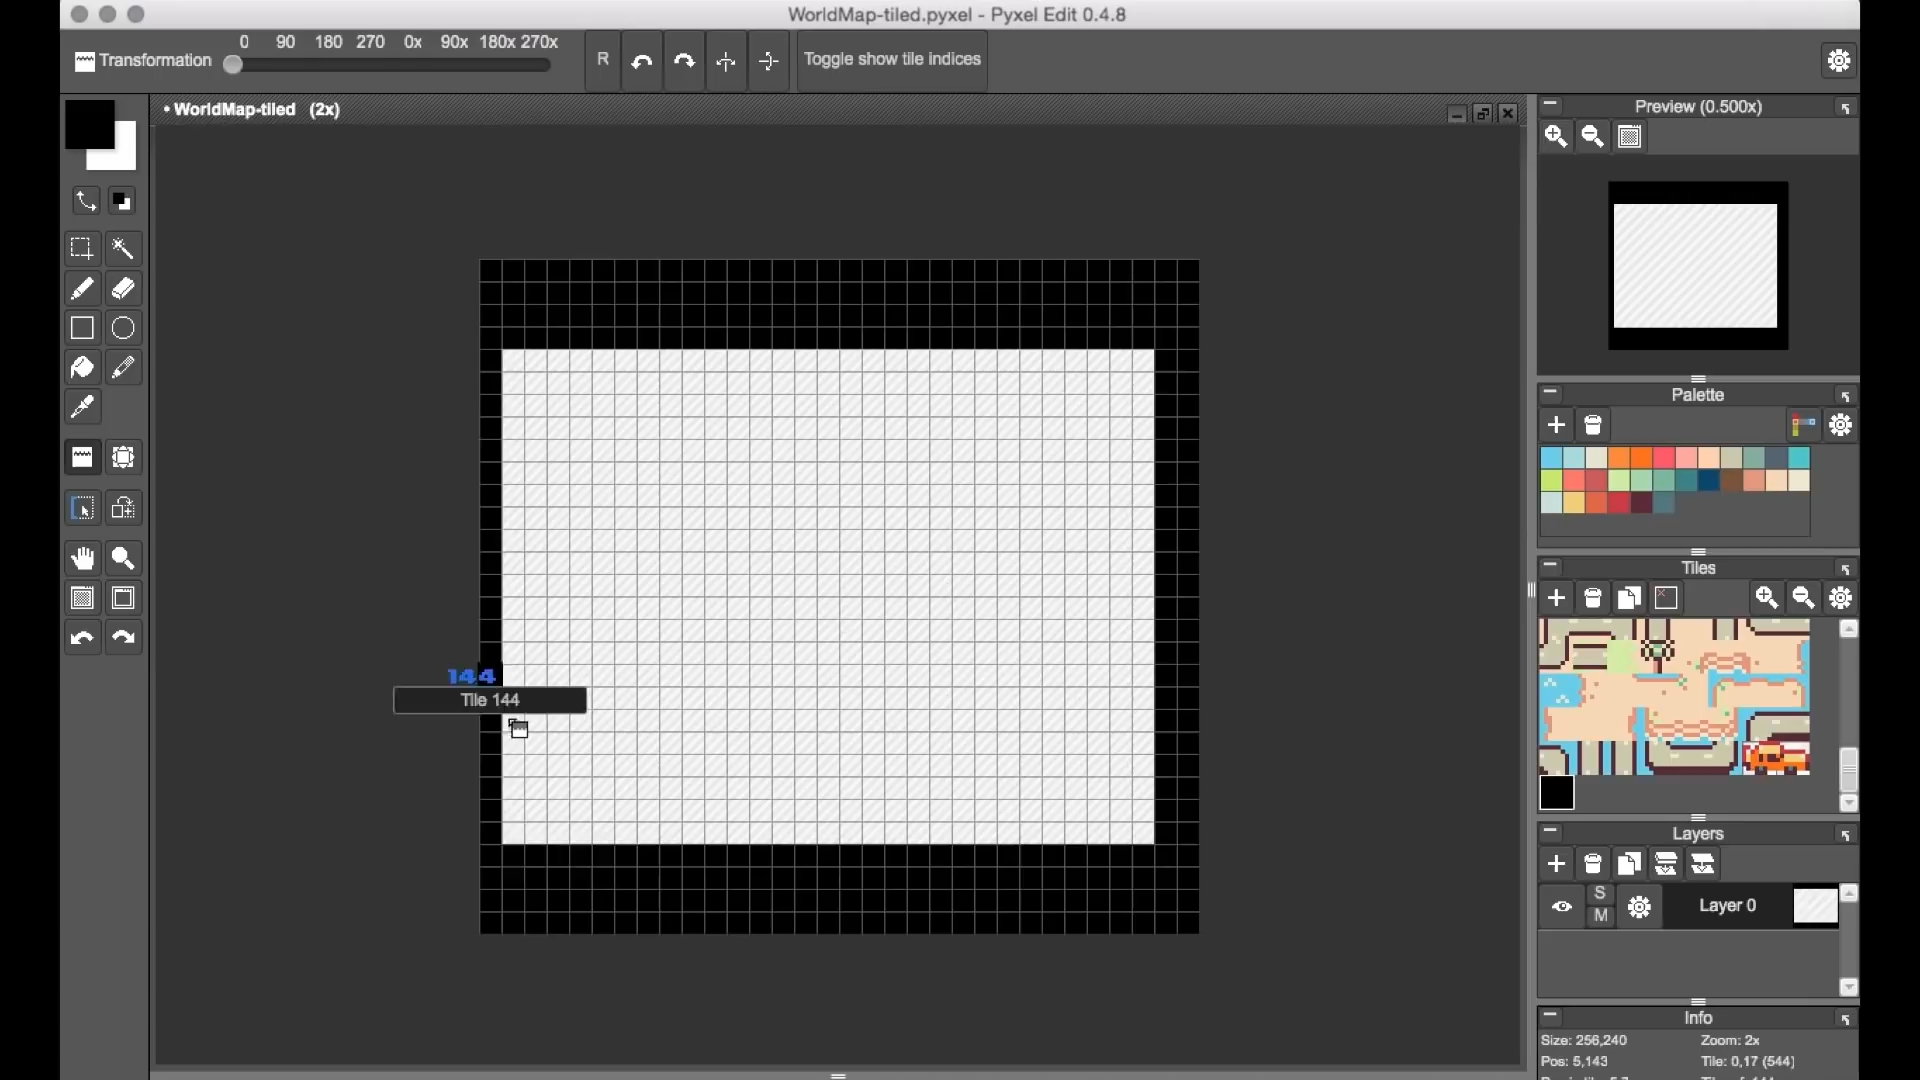 WorldMap-tiled.pyxel - Pyxel Edit 0.4.8
Transformation
0 90 180 270 0x 90x 180x 270x
R
Toggle show tile indices
• WorldMap-tiled (2x)
Preview (0.500x)
Palette
Tiles
144
Tile 144
Layers
S
M
Layer 0
Info
Size: 256,240 Zoom: 2x
Pos: 5,143 Tile: 0,17 (544)